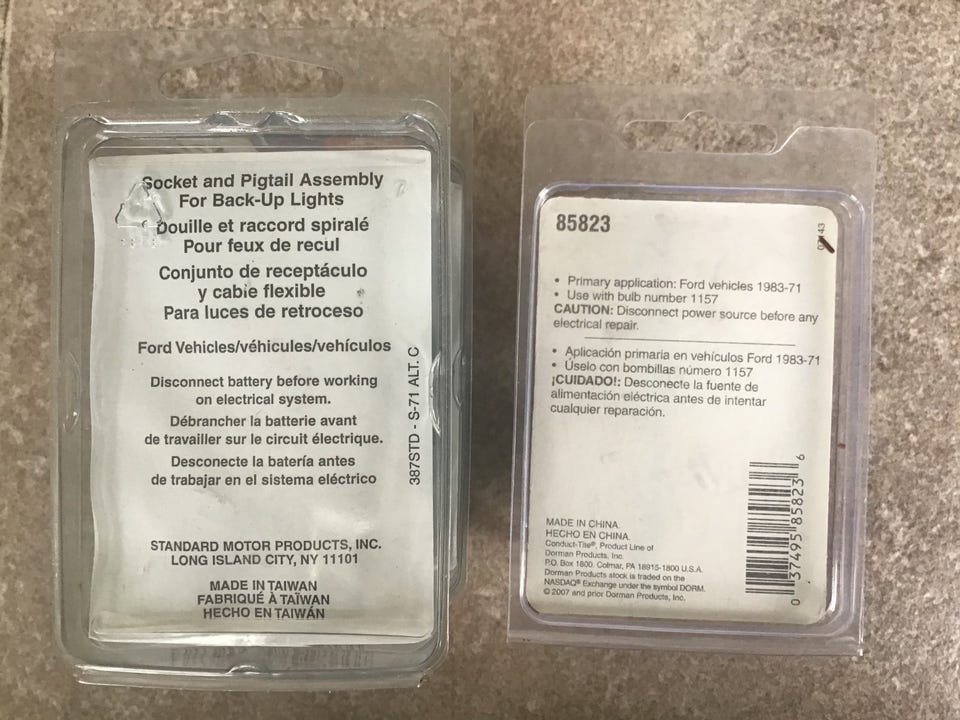 Socket and Pigtail Assembly
For Back-Up Lights
Douille et raccord spiralé
Pour feux de recul
Conjunto de receptáculo
y cable flexible
Para luces de retroceso
Ford Vehicles/véhicules/vehículos
Disconnect battery before working
on electrical system.
Débrancher la batterie avant
de travailler sur le circuit électrique.
Desconecte la batería antes
de trabajar en el sistema eléctrico
STANDARD MOTOR PRODUCTS, INC.
LONG ISLAND CITY, NY 11101
MADE IN TAIWAN
FABRIQUÉ À TAÏWAN
HECHO EN TAIWÁN
387STD - S-71 ALT. C
85823
• Primary application: Ford vehicles 1983-71
• Use with bulb number 1157
CAUTION: Disconnect power source before any
electrical repair.
• Aplicación primaria en vehículos Ford 1983-71
• Úselo con bombillas número 1157
¡CUIDADO!: Desconecte la fuente de
alimentación eléctrica antes de intentar
cualquier reparación.
MADE IN CHINA.
HECHO EN CHINA.
Conduct-Tite®, Product Line of
Dorman Products, Inc.
P.O. Box 1800, Colmar, PA 18915-1800 U.S.A.
Dorman Products stock is traded on the
NASDAQ® Exchange under the symbol DORM.
© 2007 and prior Dorman Products, Inc.
0 37495 85823 6